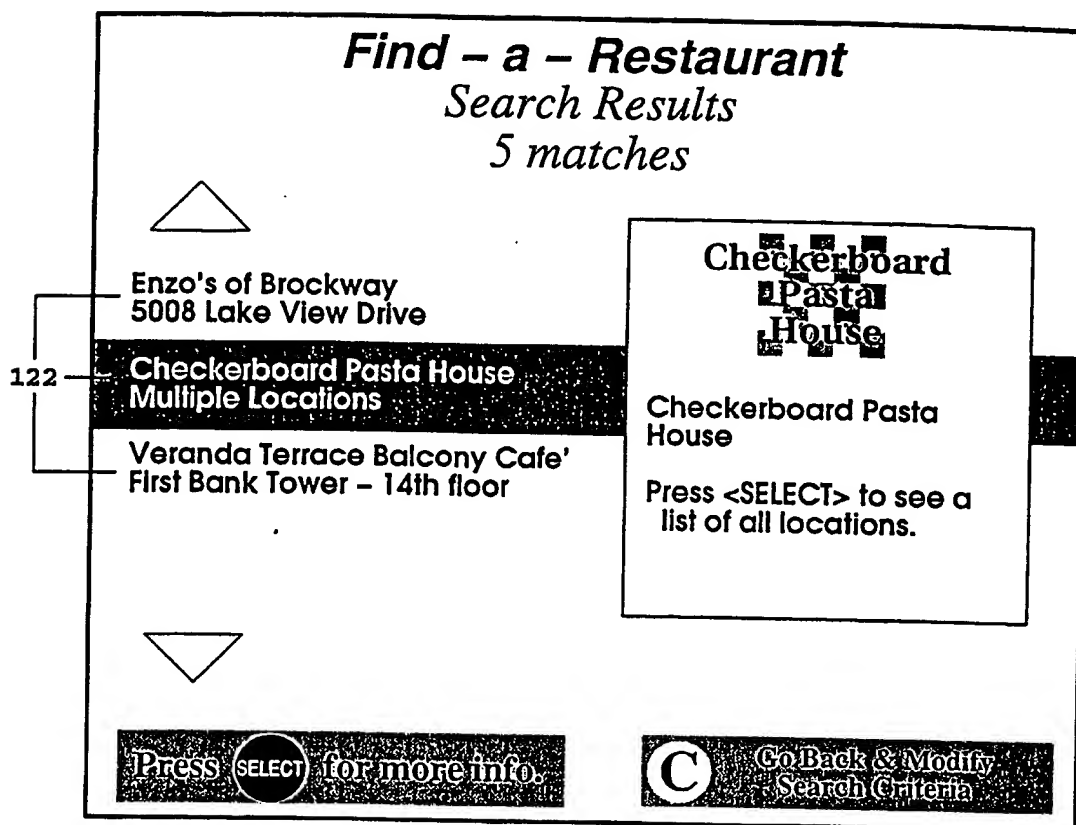 Find – a – Restaurant
Search Results
5 matches
Enzo's of Brockway
5008 Lake View Drive
122
Checkerboard Pasta House
Multiple Locations
Veranda Terrace Balcony Cafe'
First Bank Tower – 14th floor
Checkerboard
Pasta
House
Checkerboard Pasta
House
Press <SELECT> to see a
list of all locations.
Press SELECT for more info.
C Go Back & Modify
Search Criteria